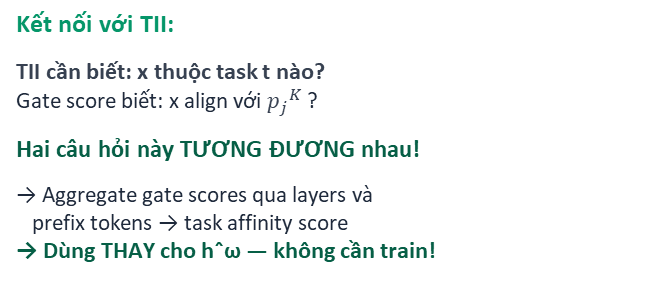 Kết nối với TII:
TII cần biết: x thuộc task t nào?
Gate score biết: x align với $p_j^K$ ?
Hai câu hỏi này TƯƠNG ĐƯƠNG nhau!
→ Aggregate gate scores qua layers và
prefix tokens → task affinity score
→ Dùng THAY cho hˆω — không cần train!